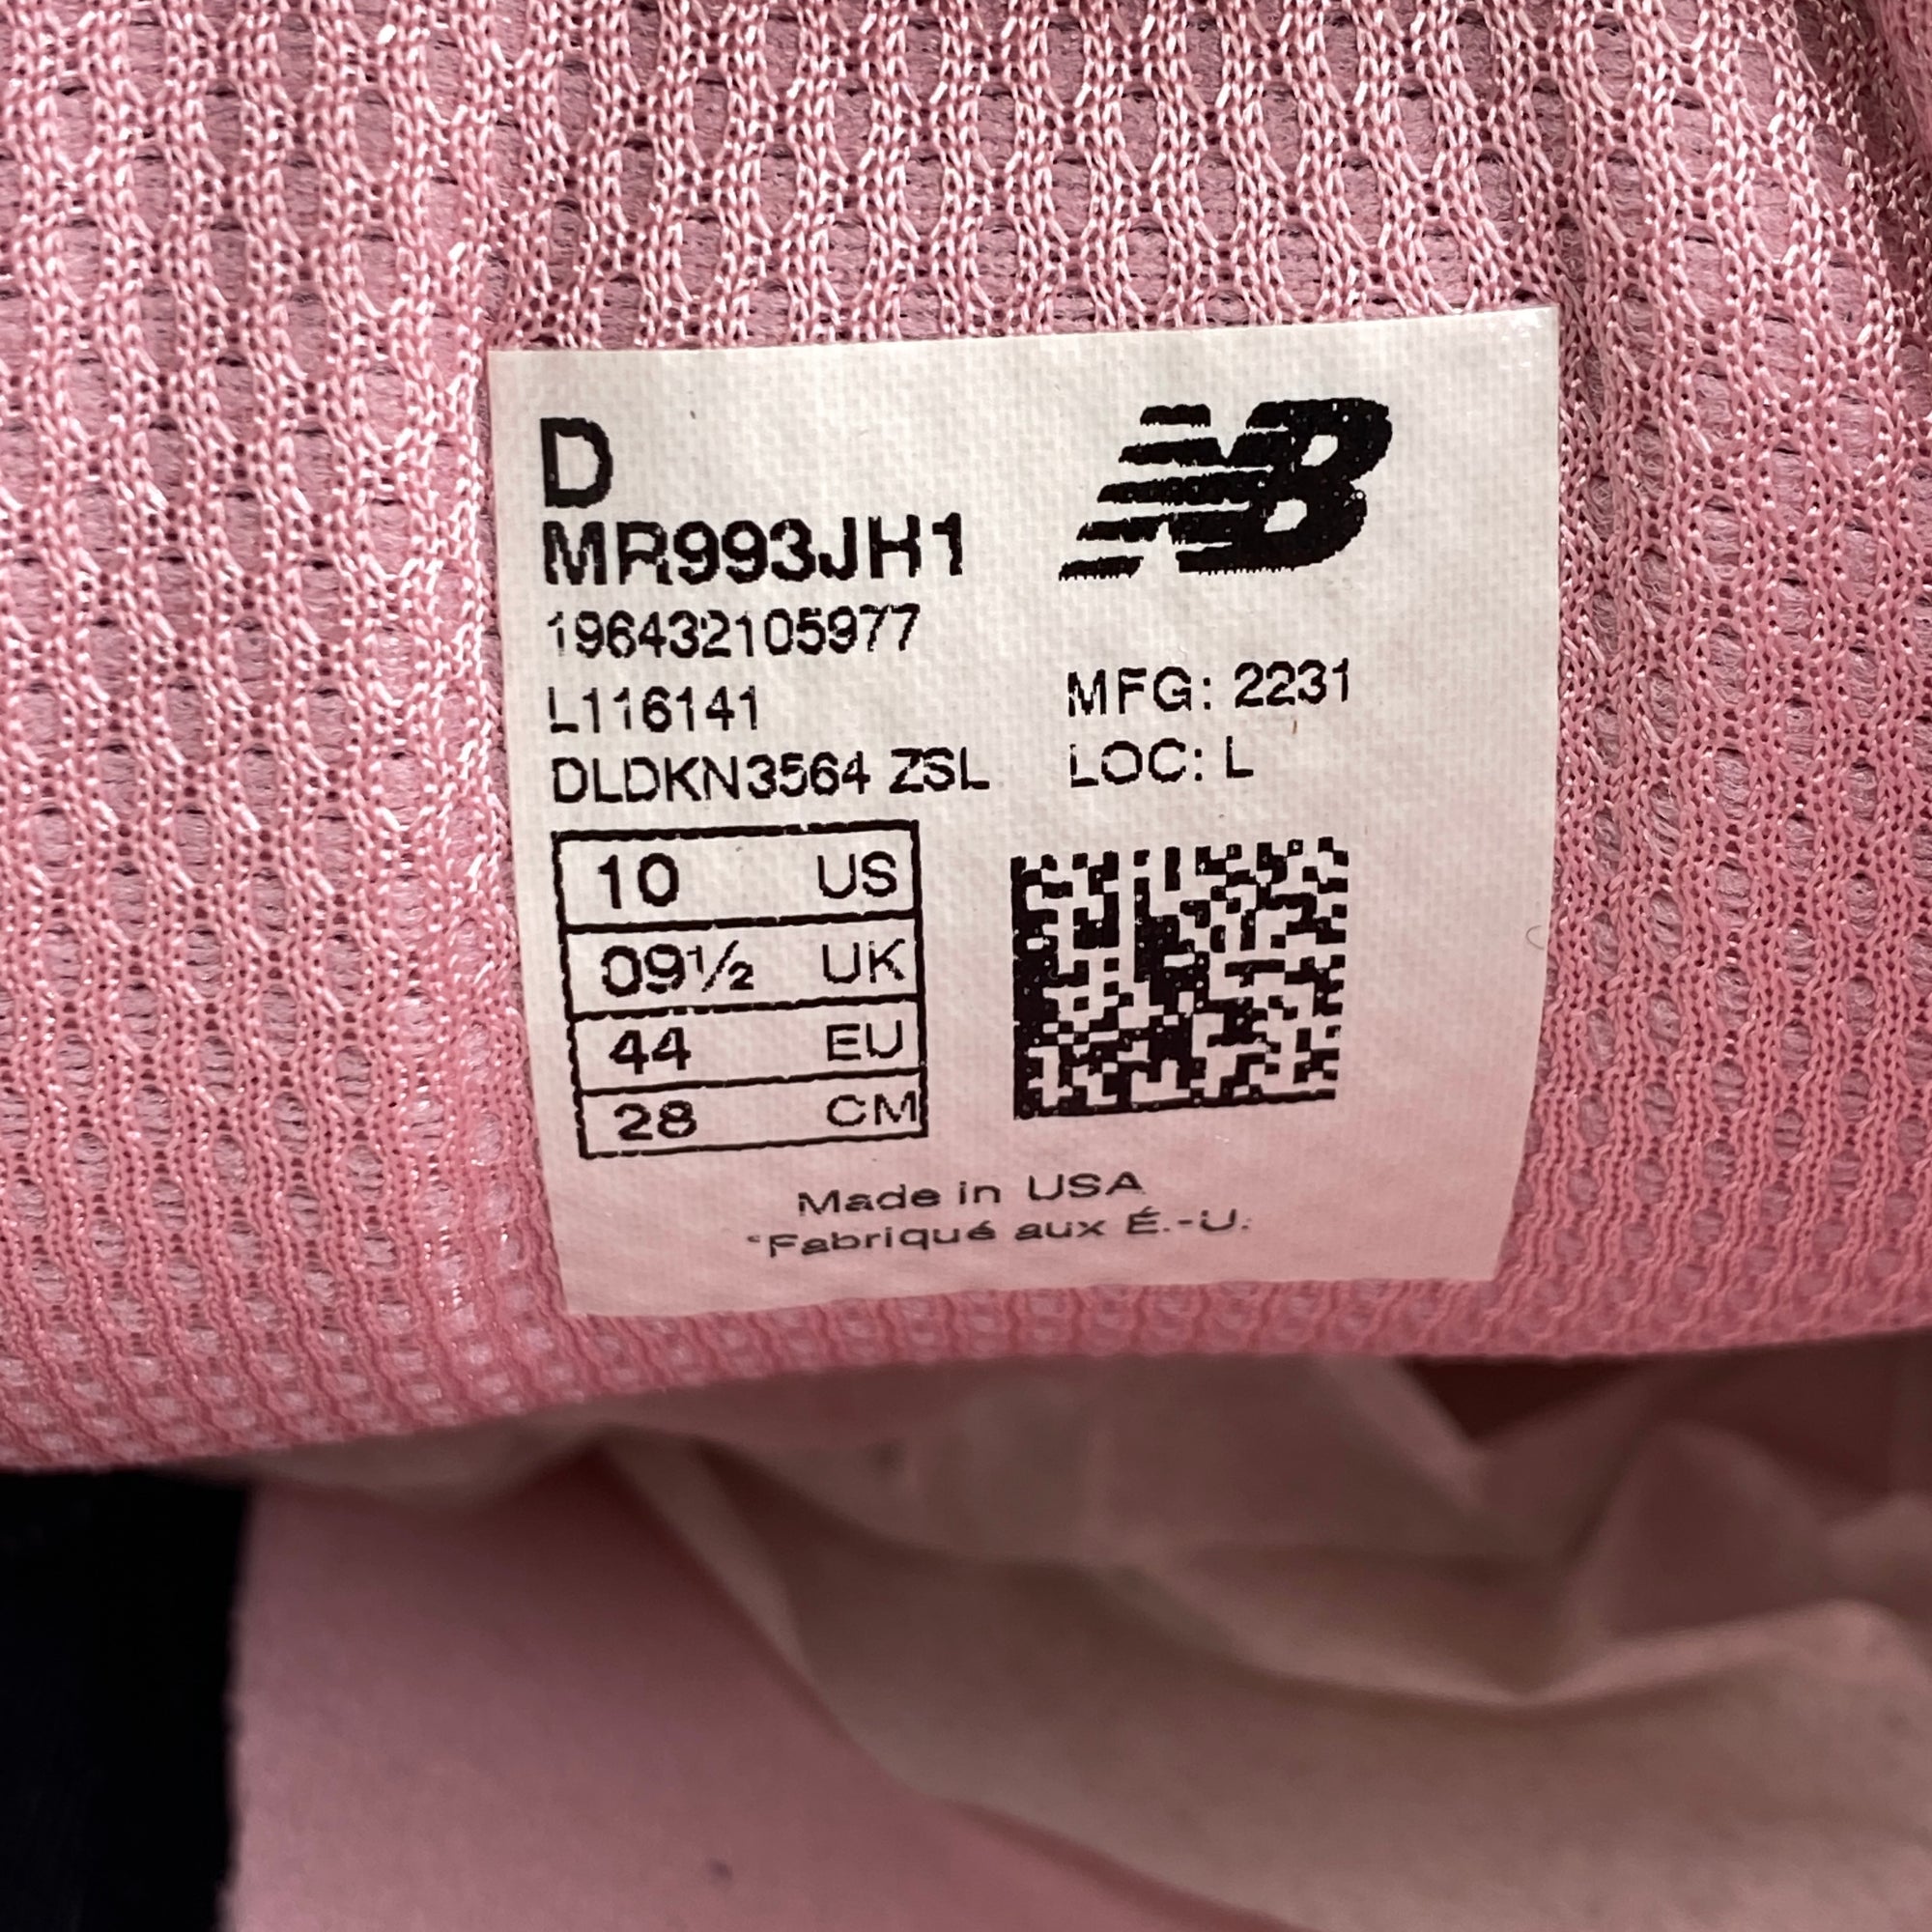 D
NB
MR993JH1
196432105977
L116141
MFG: 2231
DLDKN3564 ZSL
LOC: L
10 US
09½ UK
44 EU
28 CM
Made in USA
*Fabriqué aux É.-U.